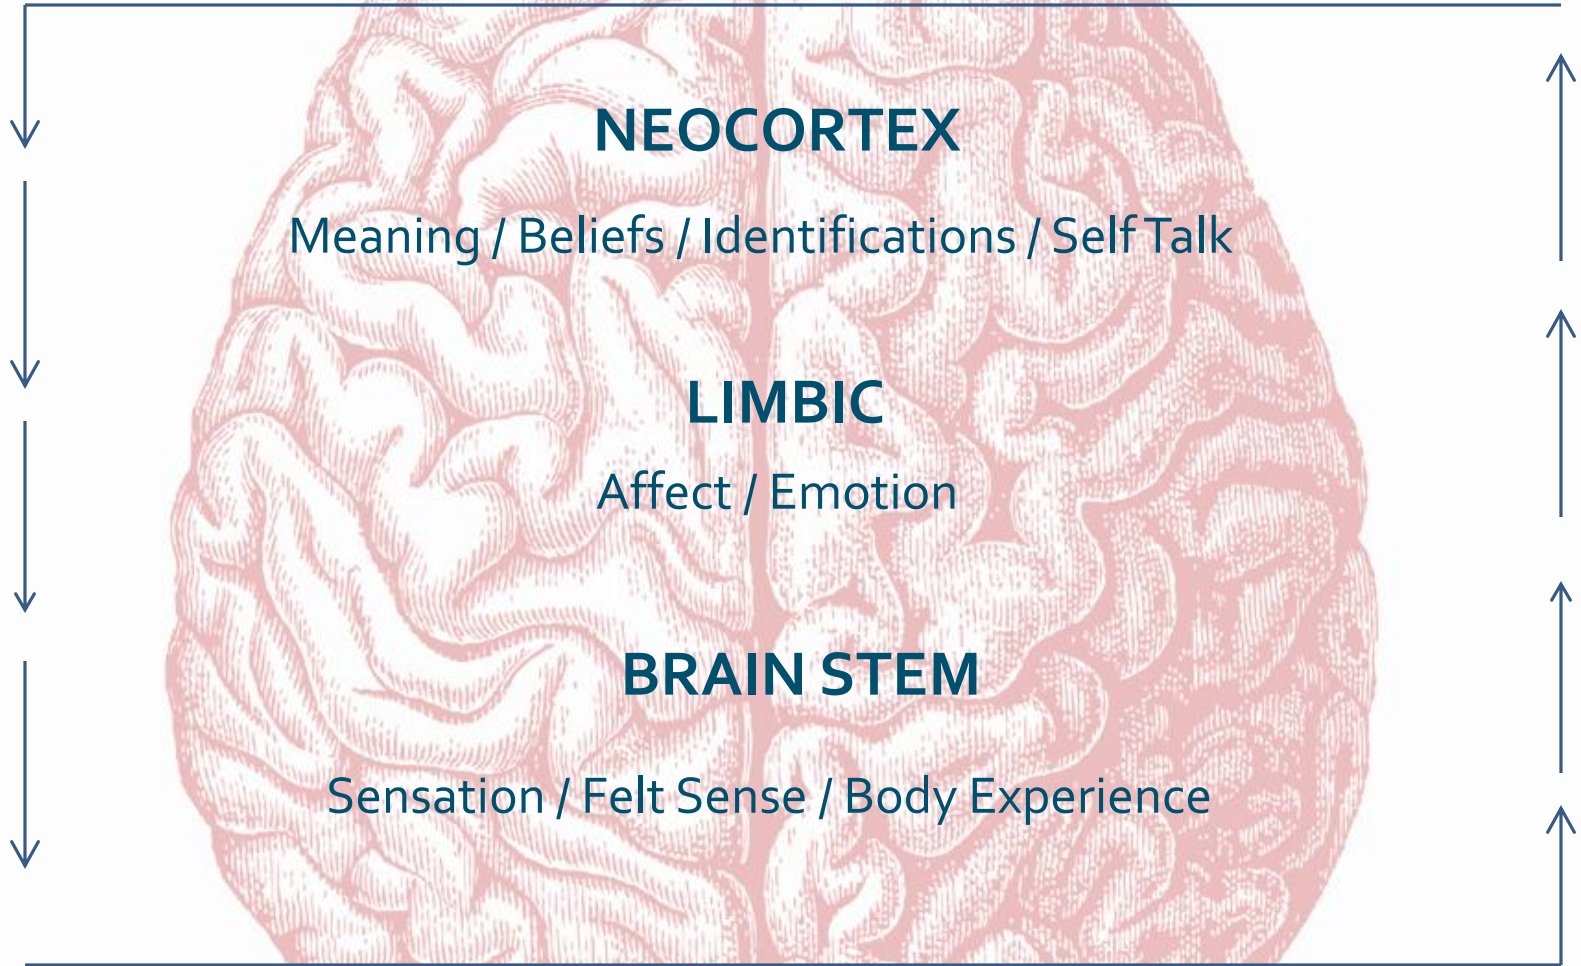 NEOCORTEX
Meaning / Beliefs / Identifications / Self Talk
LIMBIC
Affect / Emotion
BRAIN STEM
Sensation / Felt Sense / Body Experience